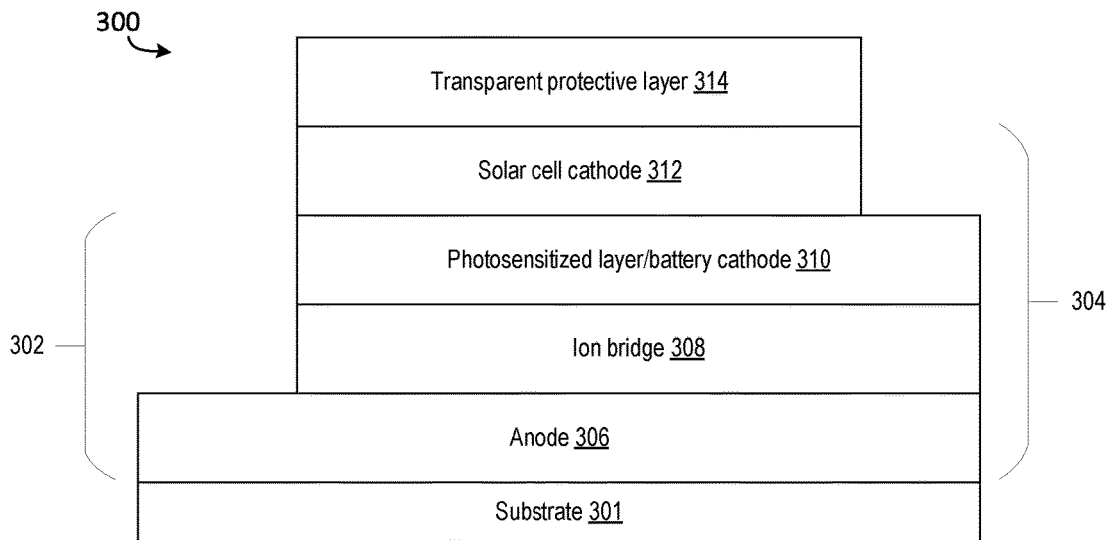 300
Transparent protective layer 314
Solar cell cathode 312
Photosensitized layer/battery cathode 310
304
302
Ion bridge 308
Anode 306
Substrate 301